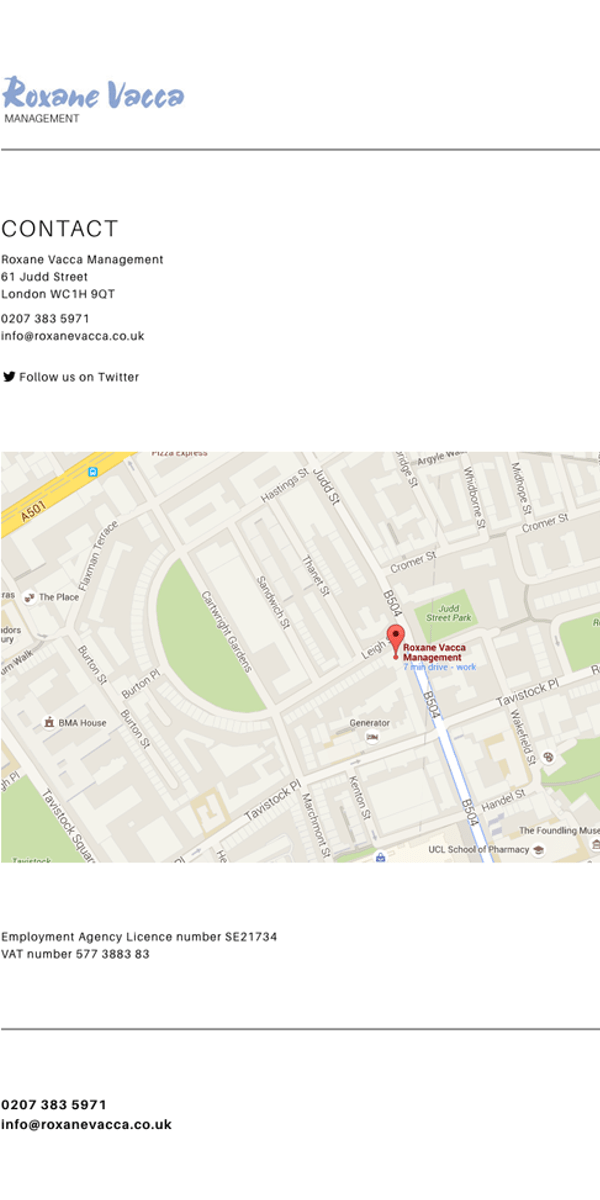 Roxane Vacca
MANAGEMENT
CONTACT
Roxane Vacca Management
61 Judd Street
London WC1H 9QT
0207 383 5971
info@roxanevacca.co.uk
Follow us on Twitter
Pizza Express
Argyle
A501
Hastings St
Judd St
Whidborne St
Midhope St
Cromer St
Flaxman Terrace
Cromer St
Thanet St
The Place
Sandwich St
B504
Judd
Street Park
Cartwright Gardens
Leigh
Roxane Vacca
Management
7 min drive - work
Burton St
Burton Pl
Tavistock Pl
B504
BMA House
Burton St
Generator
Wakefield St
Tavistock Pl
Kenton St
Marchmont St
Handel St
B504
Tavistock
The Foundling
UCL School of Pharmacy
Employment Agency Licence number SE21734
VAT number 577 3883 83
0207 383 5971
info@roxanevacca.co.uk